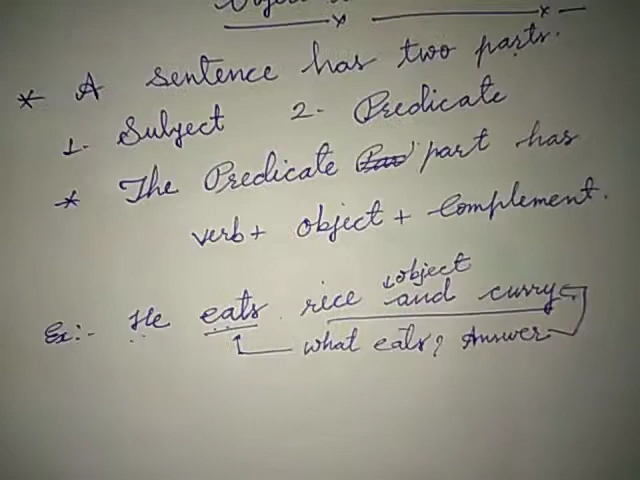 Object
* A sentence has two parts.
1- Subject 2- Predicate
* The Predicate part has
verb + object + Complement.
object
Ex:- He eats rice and curry
what eats? Answer